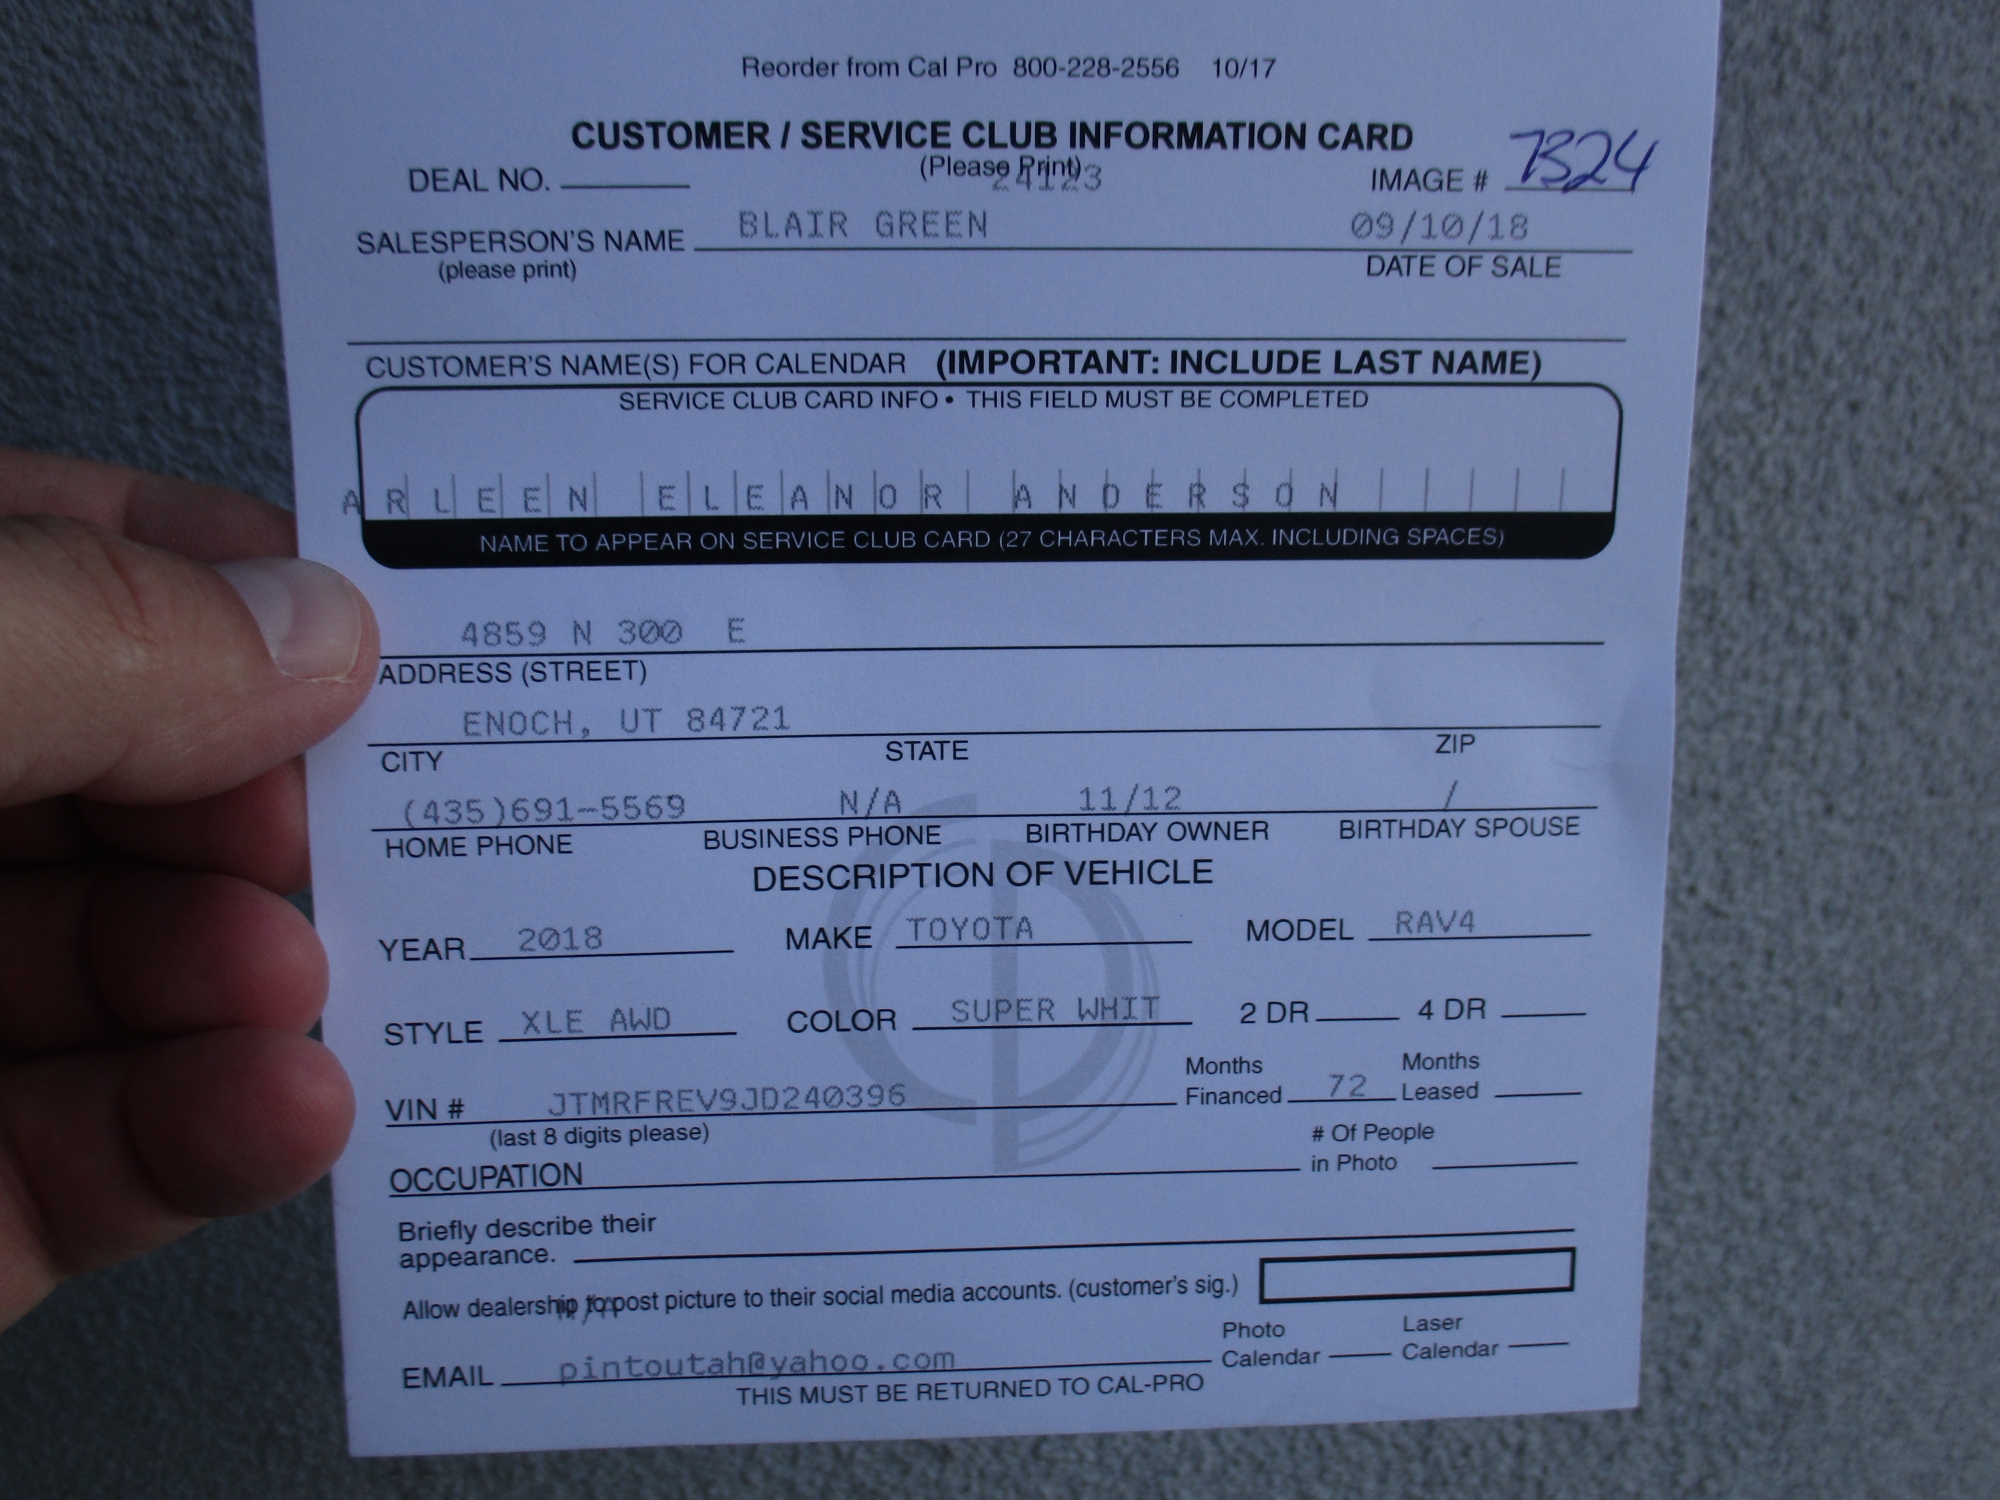 Reorder from Cal Pro 800-228-2556 10/17
CUSTOMER / SERVICE CLUB INFORMATION CARD
(Please Print)
DEAL NO. 24123 IMAGE # 7324
SALESPERSON'S NAME BLAIR GREEN 09/10/18
(please print) DATE OF SALE
CUSTOMER'S NAME(S) FOR CALENDAR (IMPORTANT: INCLUDE LAST NAME)
SERVICE CLUB CARD INFO • THIS FIELD MUST BE COMPLETED
ARLEEN ELEANOR ANDERSON
NAME TO APPEAR ON SERVICE CLUB CARD (27 CHARACTERS MAX. INCLUDING SPACES)
4859 N 300 E
ADDRESS (STREET)
ENOCH, UT 84721
CITY STATE ZIP
(435)691-5569 N/A 11/12 /
HOME PHONE BUSINESS PHONE BIRTHDAY OWNER BIRTHDAY SPOUSE
DESCRIPTION OF VEHICLE
YEAR 2018 MAKE TOYOTA MODEL RAV4
STYLE XLE AWD COLOR SUPER WHIT 2 DR 4 DR
Months Months
VIN # JTMRFREV9JD240396 Financed 72 Leased
(last 8 digits please) # Of People
OCCUPATION in Photo
Briefly describe their
appearance.
Allow dealership to post picture to their social media accounts. (customer's sig.)
Photo Laser
EMAIL pintoutah@yahoo.com Calendar Calendar
THIS MUST BE RETURNED TO CAL-PRO